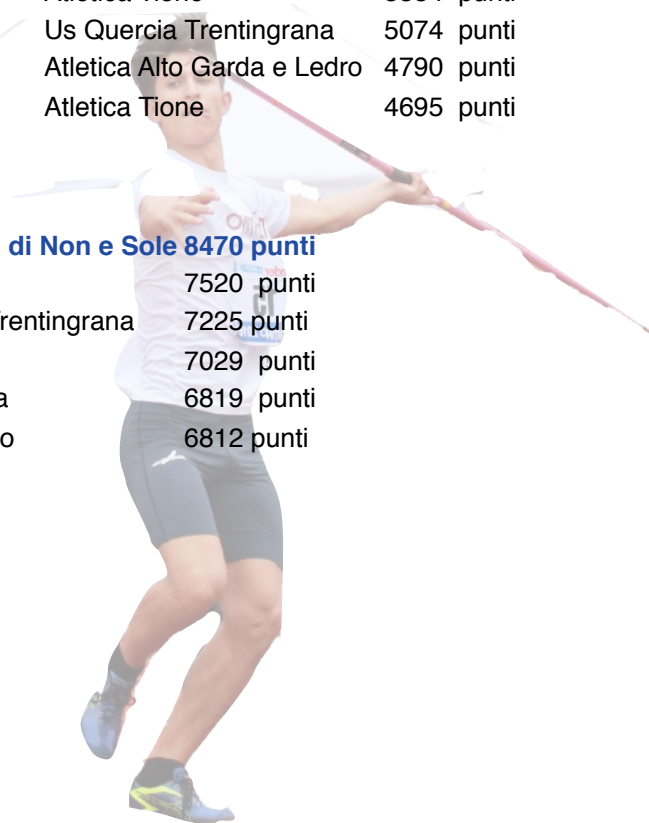 Us Quercia Trentingrana 5074 punti
Atletica Alto Garda e Ledro 4790 punti
Atletica Tione 4695 punti
di Non e Sole 8470 punti
7520 punti
rentingrana 7225 punti
7029 punti
a 6819 punti
o 6812 punti